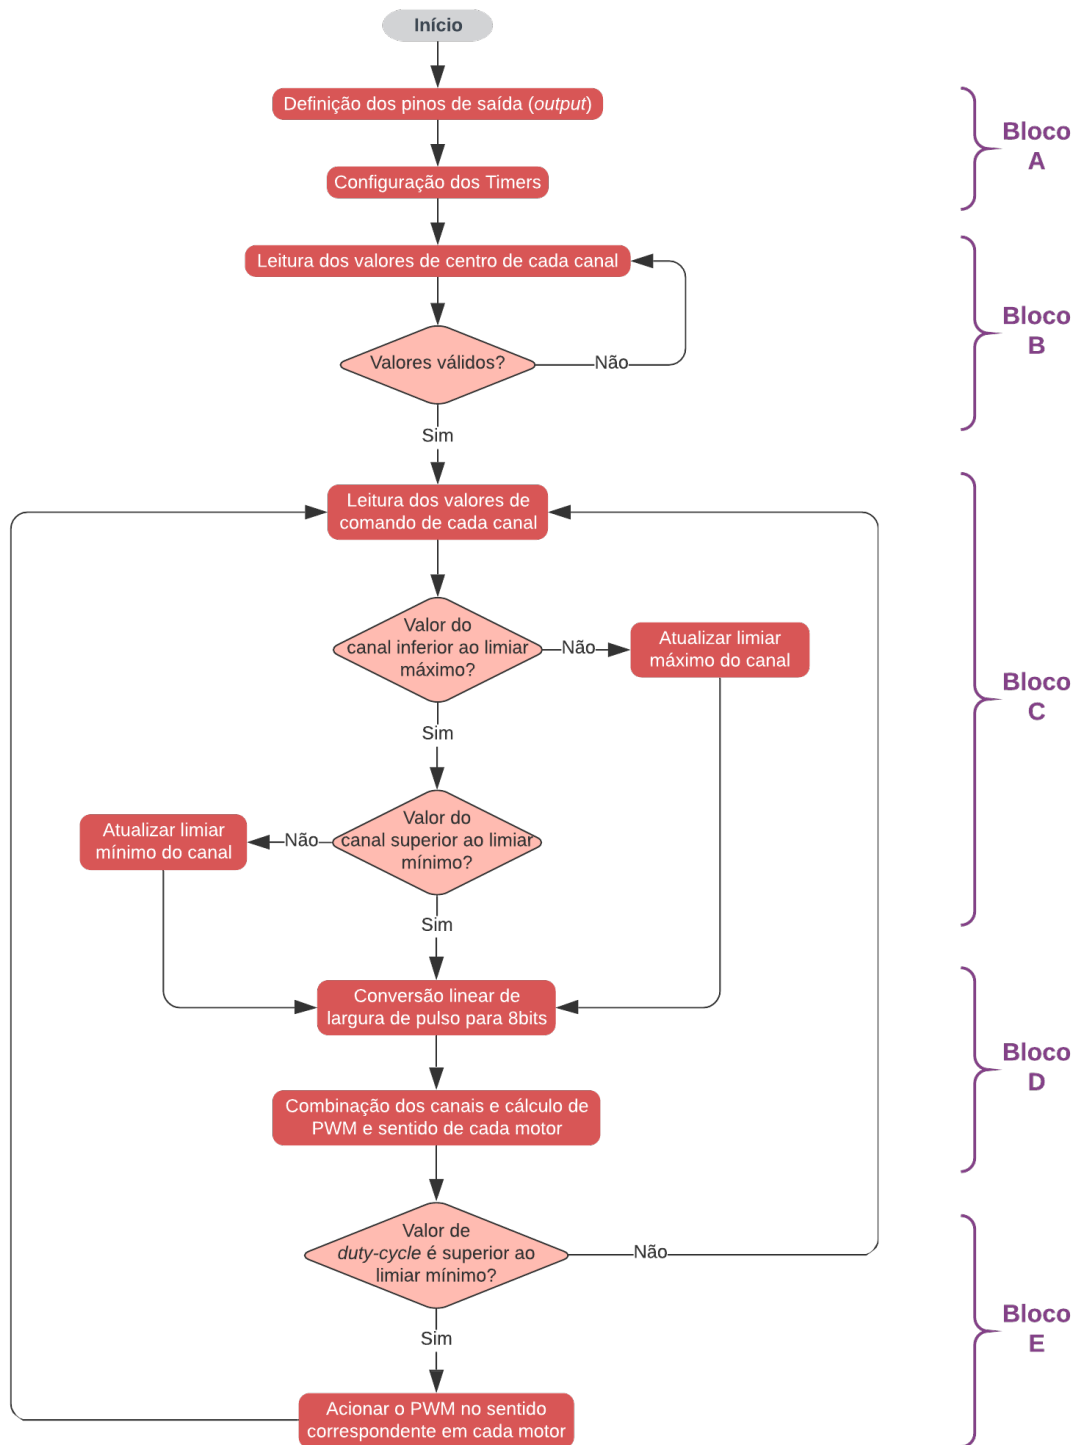 Início
Definição dos pinos de saída (output)
Bloco
A
Configuração dos Timers
Leitura dos valores de centro de cada canal
Bloco
B
Valores válidos?
Não
Sim
Leitura dos valores de
comando de cada canal
Valor do
canal inferior ao limiar
máximo?
Não
Atualizar limiar
máximo do canal
Bloco
C
Sim
Valor do
canal superior ao limiar
mínimo?
Não
Atualizar limiar
mínimo do canal
Sim
Conversão linear de
largura de pulso para 8bits
Bloco
D
Combinação dos canais e cálculo de
PWM e sentido de cada motor
Valor de
duty-cycle é superior ao
limiar mínimo?
Não
Bloco
E
Sim
Acionar o PWM no sentido
correspondente em cada motor